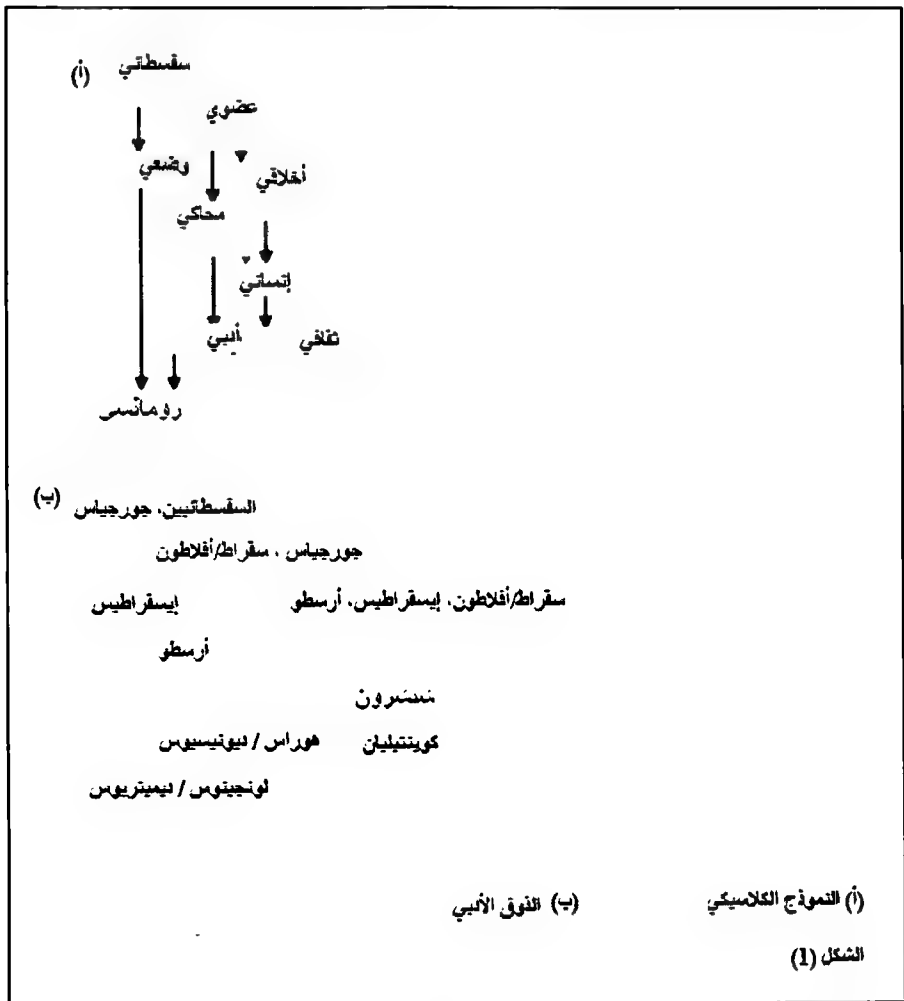 (أ) سفسطائي
عضوي
وضعي
أخلاقي
محاكي
إنساني
أدبي ثقافي
رومانسي
(ب) السفسطائيين، جورجياس
جورجياس ، سقراط/أفلاطون
سقراط/أفلاطون، إيسقراطيس، أرسطو إيسقراطيس
أرسطو
شيشرون
كوينتيليان هوراس / ديونيسيوس
لونجينوس / ديميتريوس
(أ) النموذج الكلاسيكي (ب) الذوق الأدبي
الشكل (1)